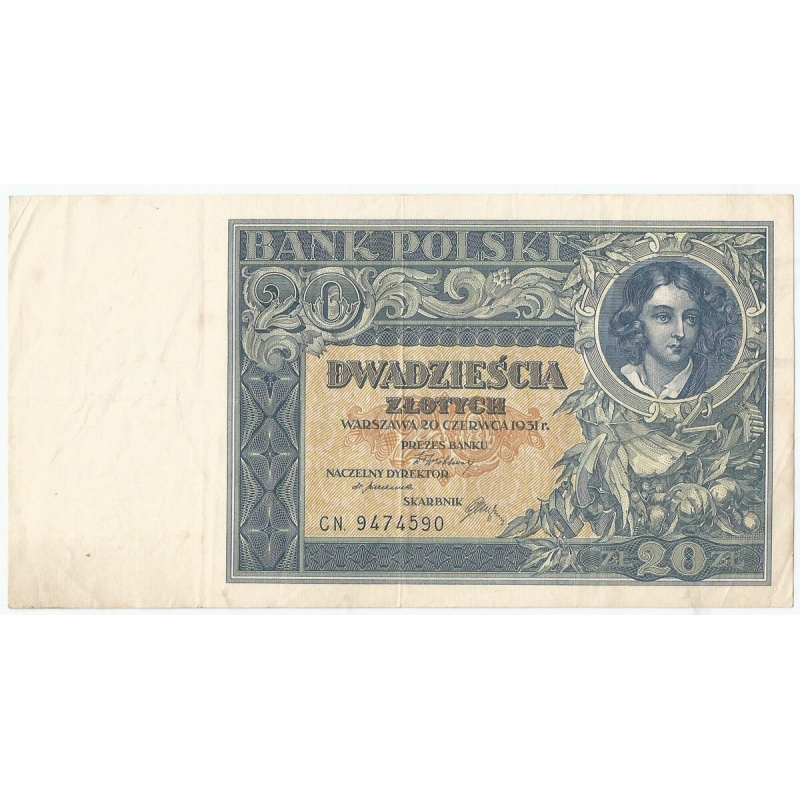 BANK POLSKI
20
DWADZIEŚCIA
ZŁOTYCH
WARSZAWA 20 CZERWCA 1931 r.
PREZES BANKU
NACZELNY DYREKTOR
SKARBNIK
CN. 9474590
ZŁ 20 ZŁ